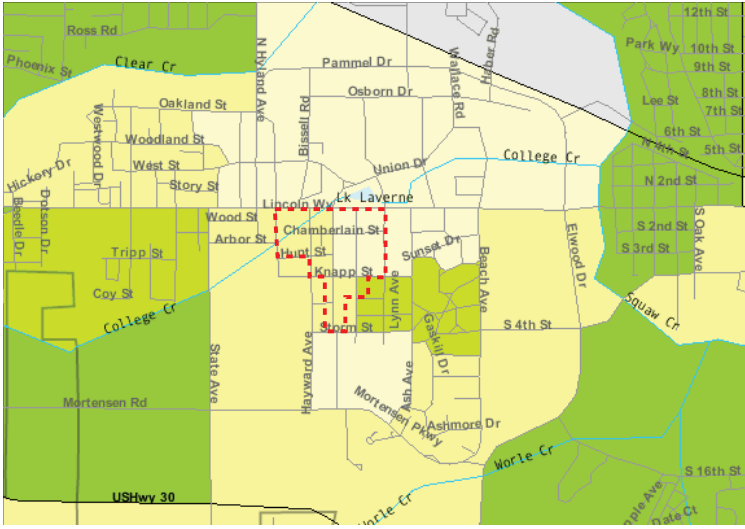 12th St
Ross Rd
N Hyland Ave
Haber Rd
Wallace Rd
Park Wy
10th St
9th St
Phoenix St
Clear Cr
Pammel Dr
Osborn Dr
8th St
Lee St
7th St
Oakland St
Bissell Rd
Westwood Dr
Woodland St
6th St
5th St
N 4th St
West St
Union Dr
College Cr
Hickory Dr
Story St
N 2nd St
Lk Laverne
Lincoln Wy
Beedle Dr
Dotson Dr
Wood St
Chamberlain St
S 2nd St
S Oak Ave
Elwood Dr
Arbor St
Sunset Dr
S 3rd St
Tripp St
Hunt St
Beach Ave
Knapp St
Lynn Ave
Coy St
Squaw Cr
College Cr
Storm St
Gaskill Dr
S 4th St
State Ave
Hayward Ave
Ash Ave
Mortensen Rd
Mortensen Pkwy
Ashmore Dr
Worle Cr
S 16th St
USHwy 30
Worle Cr
Date Ct